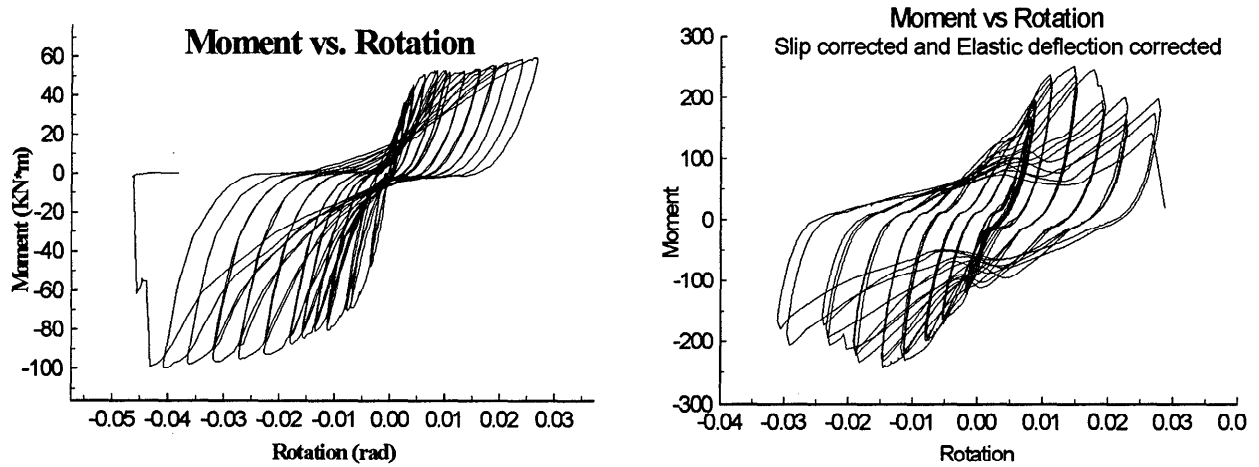 Moment vs. Rotation
60
40
20
0
-20
-40
-60
-80
-100
Moment (KN*m)
-0.05 -0.04 -0.03 -0.02 -0.01 0.00 0.01 0.02 0.03
Rotation (rad)
Moment vs Rotation
Slip corrected and Elastic deflection corrected
300
200
100
0
-100
-200
-300
Moment
-0.04 -0.03 -0.02 -0.01 0.00 0.01 0.02 0.03 0.0
Rotation